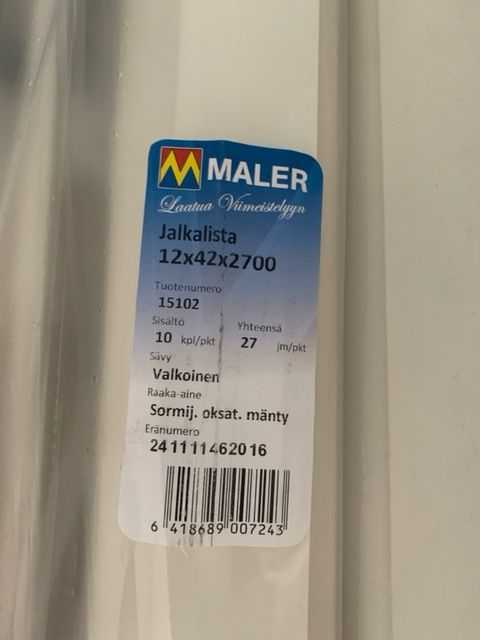 MALER
Laatua Viimeistelyyn
Jalkalista
12x42x2700
Tuotenumero
15102
Sisältö Yhteensä
10 kpl/pkt 27 jm/pkt
Sävy
Valkoinen
Raaka-aine
Sormij. oksat. mänty
Eränumero
241111462016
6 418689 007243